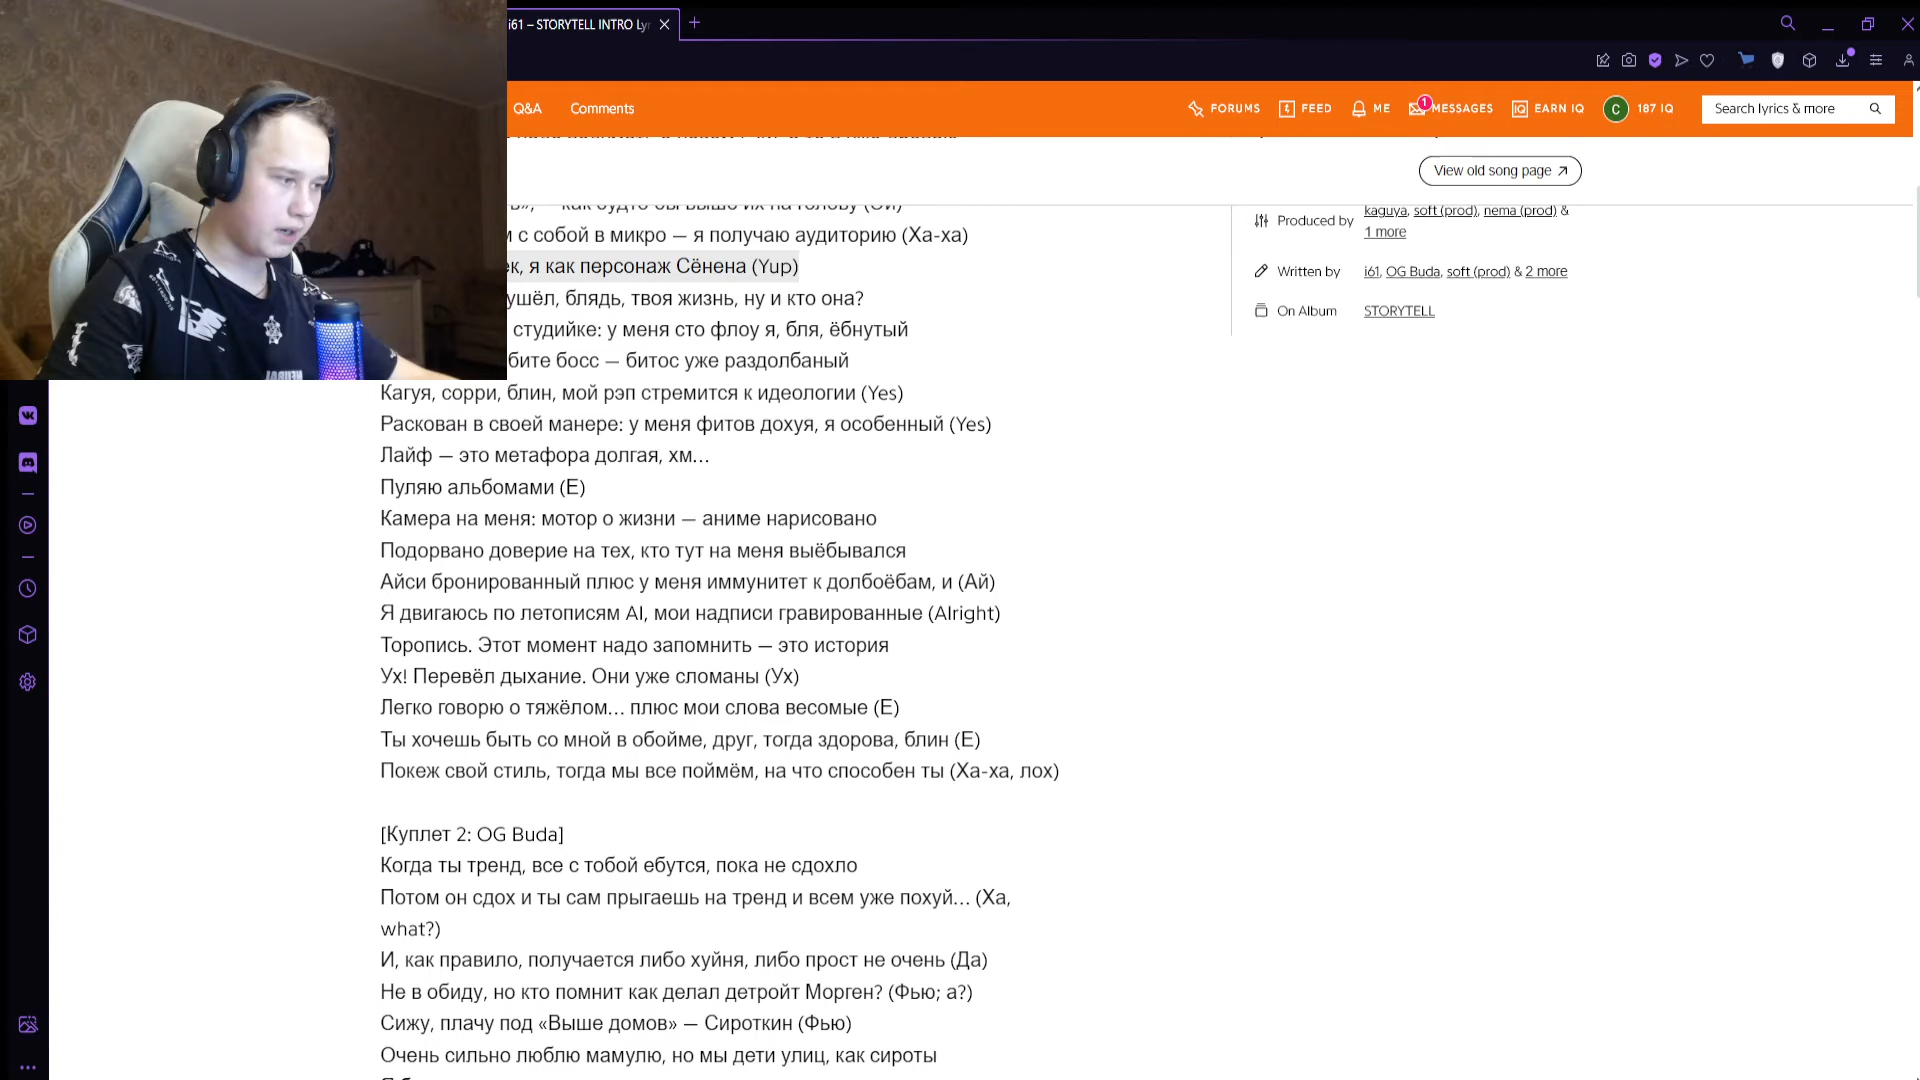 i61 – STORYTELL INTRO Ly
Q&A Comments
FORUMS FEED ME 1 MESSAGES EARN IQ C 187 IQ Search lyrics & more
View old song page
как будто бы выше их на голову (Ой)
с собой в микро — я получаю аудиторию (Ха-ха)
ек, я как персонаж Сёнена (Yup)
ушёл, блядь, твоя жизнь, ну и кто она?
студийке: у меня сто флоу я, бля, ёбнутый
бите босс — битос уже раздолбаный
Кагуя, сорри, блин, мой рэп стремится к идеологии (Yes)
Раскован в своей манере: у меня фитов дохуя, я особенный (Yes)
Лайф — это метафора долгая, хм…
Пуляю альбомами (Е)
Камера на меня: мотор о жизни — аниме нарисовано
Подорвано доверие на тех, кто тут на меня выёбывался
Айси бронированный плюс у меня иммунитет к долбоёбам, и (Ай)
Я двигаюсь по летописям AI, мои надписи гравированные (Alright)
Торопись. Этот момент надо запомнить — это история
Ух! Перевёл дыхание. Они уже сломаны (Ух)
Легко говорю о тяжёлом… плюс мои слова весомые (Е)
Ты хочешь быть со мной в обойме, друг, тогда здорова, блин (Е)
Покеж свой стиль, тогда мы все поймём, на что способен ты (Ха-ха, лох)
[Куплет 2: OG Buda]
Когда ты тренд, все с тобой ебутся, пока не сдохло
Потом он сдох и ты сам прыгаешь на тренд и всем уже похуй… (Ха,
what?)
И, как правило, получается либо хуйня, либо прост не очень (Да)
Не в обиду, но кто помнит как делал детройт Морген? (Фью; а?)
Сижу, плачу под «Выше домов» — Сироткин (Фью)
Очень сильно люблю мамулю, но мы дети улиц, как сироты
Produced by kaguya, soft (prod), nema (prod) &
1 more
Written by i61, OG Buda, soft (prod) & 2 more
On Album STORYTELL